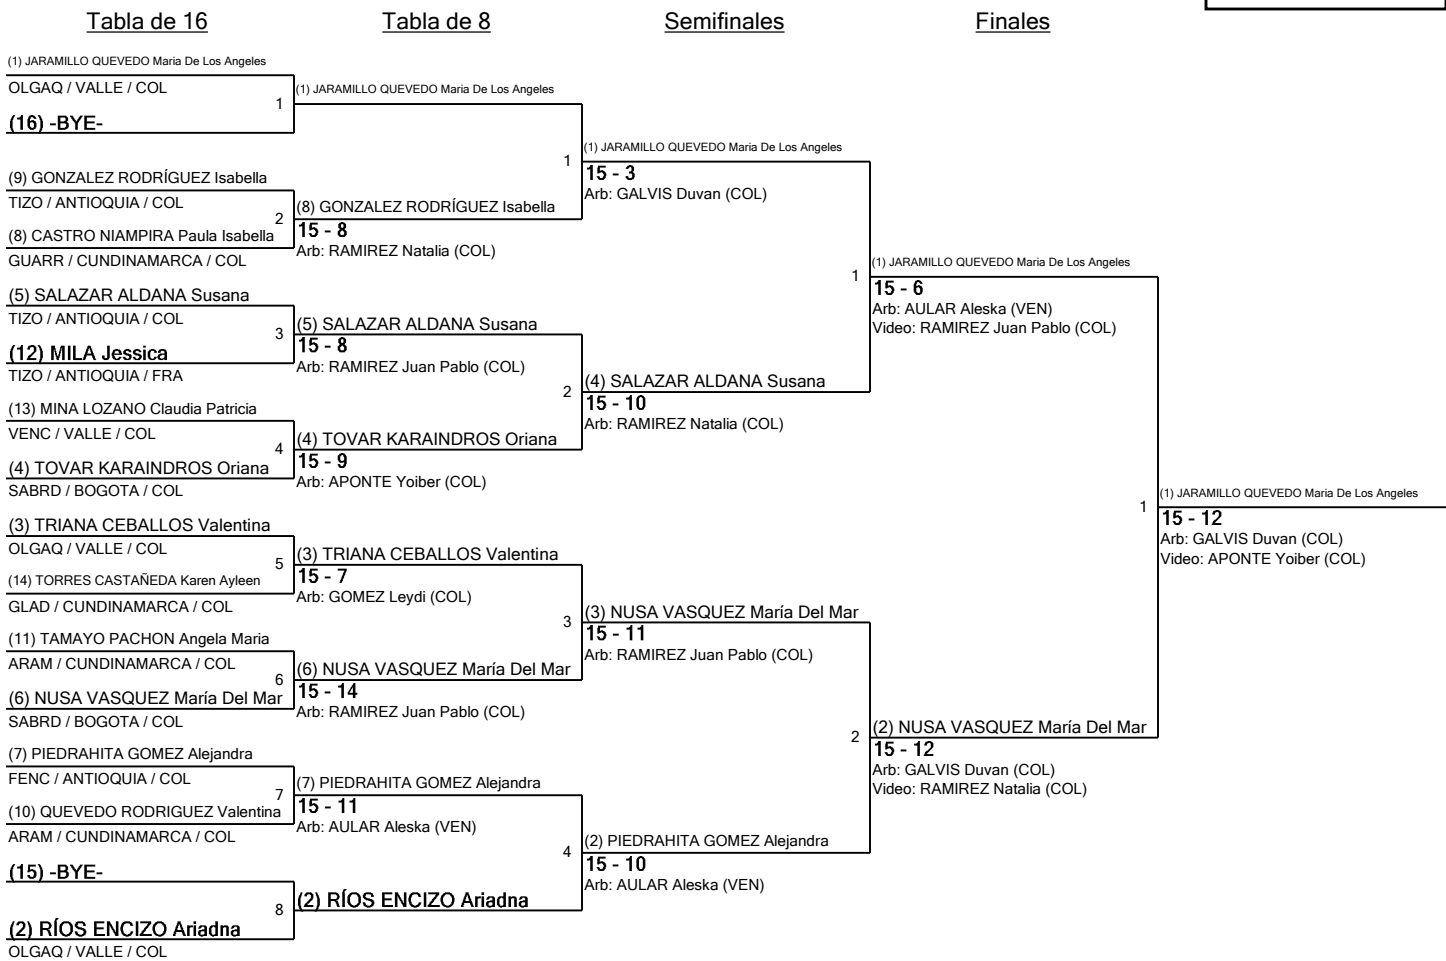 Tabla de 16
Tabla de 8
Semifinales
Finales
(1) JARAMILLO QUEVEDO Maria De Los Angeles
OLGAQ / VALLE / COL
1
(16) -BYE-
(9) GONZALEZ RODRÍGUEZ Isabella
TIZO / ANTIOQUIA / COL
2
(8) CASTRO NIAMPIRA Paula Isabella
GUARR / CUNDINAMARCA / COL
(5) SALAZAR ALDANA Susana
TIZO / ANTIOQUIA / COL
3
(12) MILA Jessica
TIZO / ANTIOQUIA / FRA
(13) MINA LOZANO Claudia Patricia
VENC / VALLE / COL
4
(4) TOVAR KARAINDROS Oriana
SABRD / BOGOTA / COL
(3) TRIANA CEBALLOS Valentina
OLGAQ / VALLE / COL
5
(14) TORRES CASTAÑEDA Karen Ayleen
GLAD / CUNDINAMARCA / COL
(11) TAMAYO PACHON Angela Maria
ARAM / CUNDINAMARCA / COL
6
(6) NUSA VASQUEZ María Del Mar
SABRD / BOGOTA / COL
(7) PIEDRAHITA GOMEZ Alejandra
FENC / ANTIOQUIA / COL
7
(10) QUEVEDO RODRIGUEZ Valentina
ARAM / CUNDINAMARCA / COL
(15) -BYE-
8
(2) RÍOS ENCIZO Ariadna
OLGAQ / VALLE / COL
(1) JARAMILLO QUEVEDO Maria De Los Angeles
1
(8) GONZALEZ RODRÍGUEZ Isabella
15 - 8
Arb: RAMIREZ Natalia (COL)
(5) SALAZAR ALDANA Susana
15 - 8
Arb: RAMIREZ Juan Pablo (COL)
2
(4) TOVAR KARAINDROS Oriana
15 - 9
Arb: APONTE Yoiber (COL)
(3) TRIANA CEBALLOS Valentina
15 - 7
Arb: GOMEZ Leydi (COL)
3
(6) NUSA VASQUEZ María Del Mar
15 - 14
Arb: RAMIREZ Juan Pablo (COL)
(7) PIEDRAHITA GOMEZ Alejandra
15 - 11
Arb: AULAR Aleska (VEN)
4
(2) RÍOS ENCIZO Ariadna
(1) JARAMILLO QUEVEDO Maria De Los Angeles
15 - 3
Arb: GALVIS Duvan (COL)
1
(4) SALAZAR ALDANA Susana
15 - 10
Arb: RAMIREZ Natalia (COL)
(3) NUSA VASQUEZ María Del Mar
15 - 11
Arb: RAMIREZ Juan Pablo (COL)
2
(2) PIEDRAHITA GOMEZ Alejandra
15 - 10
Arb: AULAR Aleska (VEN)
(1) JARAMILLO QUEVEDO Maria De Los Angeles
15 - 6
Arb: AULAR Aleska (VEN)
Video: RAMIREZ Juan Pablo (COL)
1
(2) NUSA VASQUEZ María Del Mar
15 - 12
Arb: GALVIS Duvan (COL)
Video: RAMIREZ Natalia (COL)
(1) JARAMILLO QUEVEDO Maria De Los Angeles
15 - 12
Arb: GALVIS Duvan (COL)
Video: APONTE Yoiber (COL)